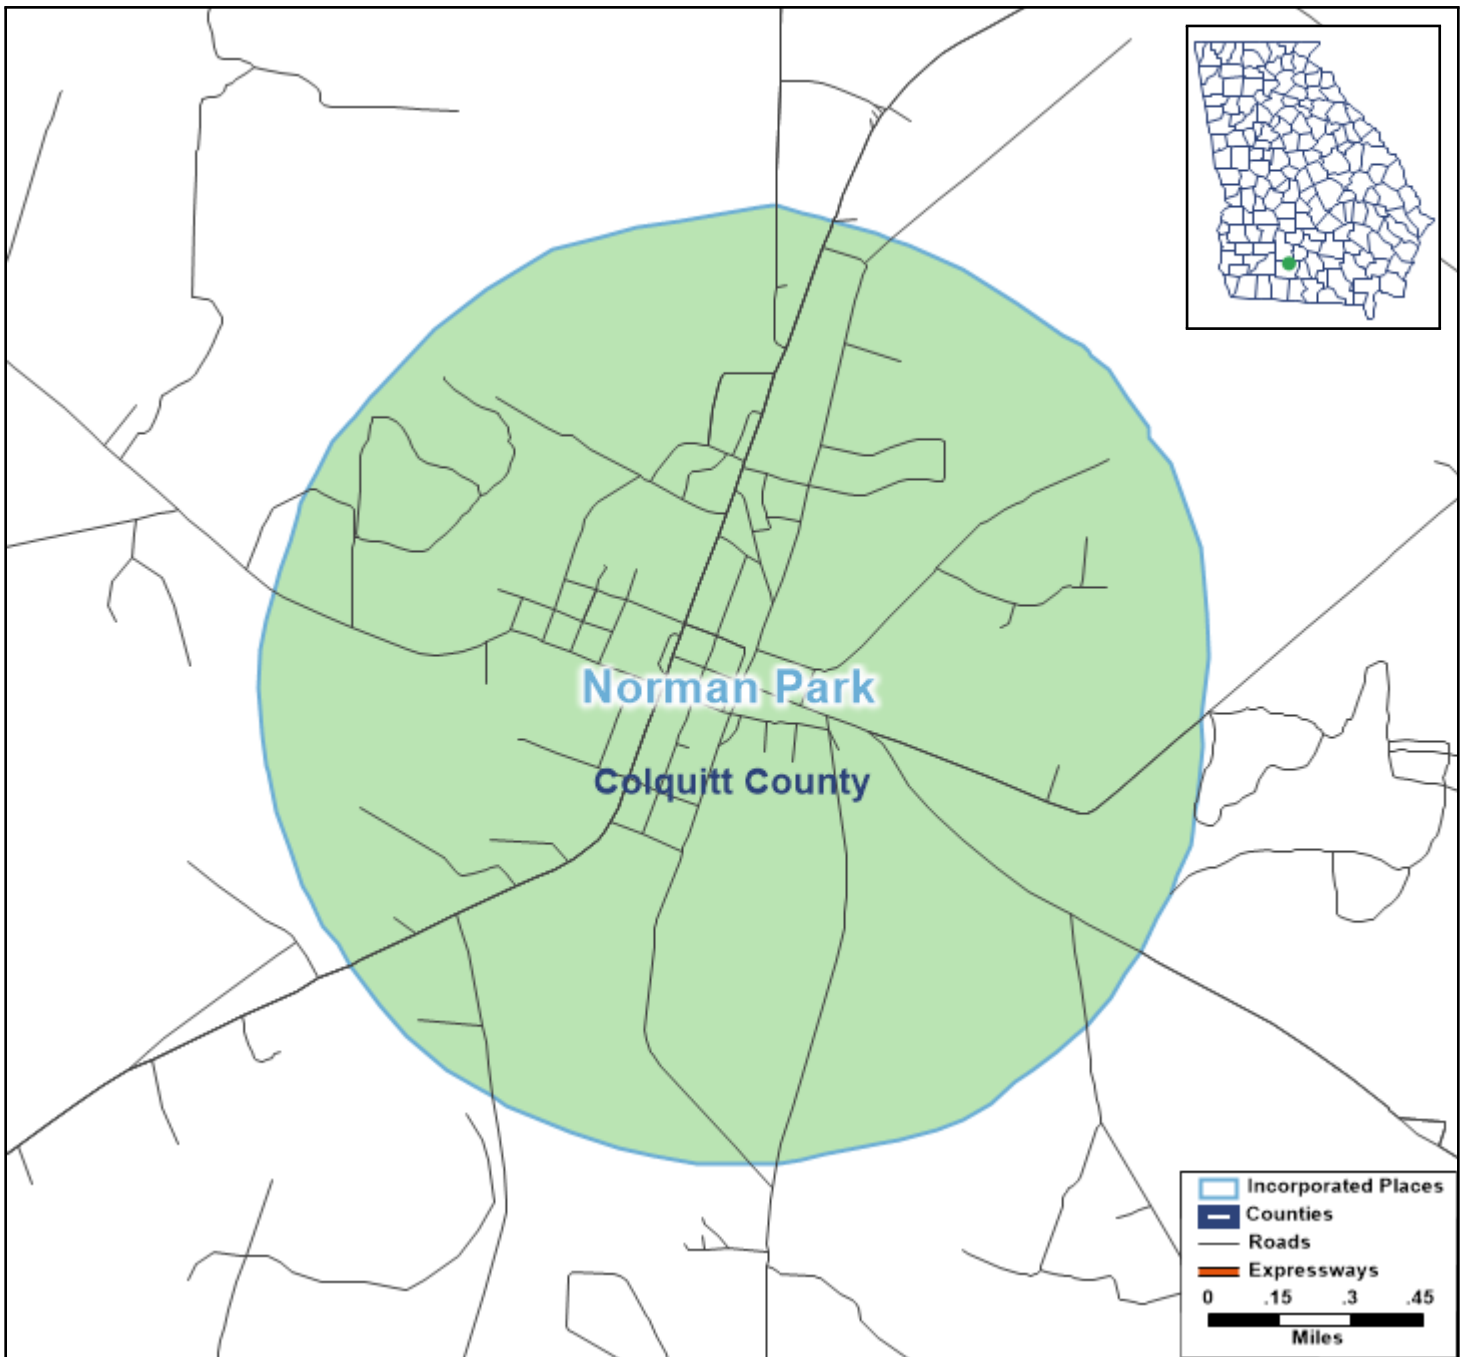 Norman Park
Colquitt County
Incorporated Places
Counties
Roads
Expressways
0 .15 .3 .45
Miles